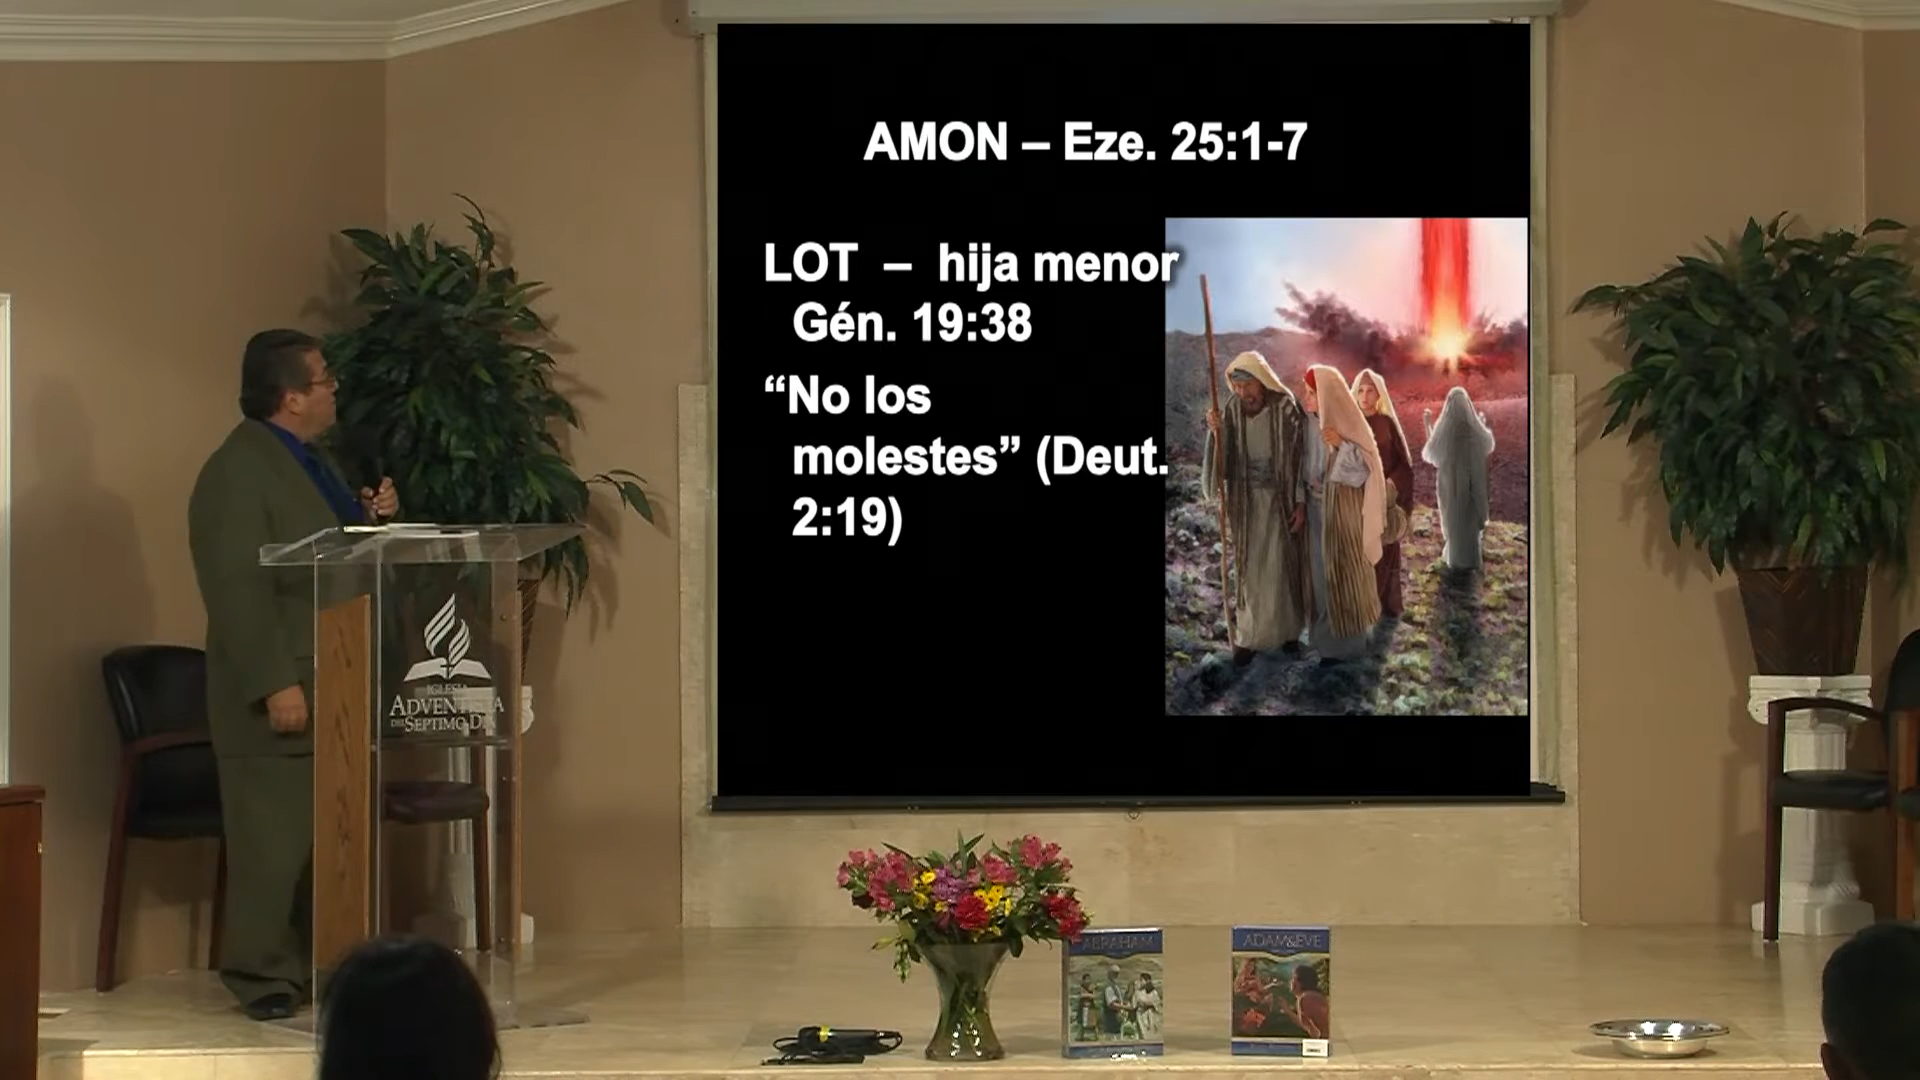 AMON – Eze. 25:1-7
LOT – hija menor
Gén. 19:38
“No los
molestes” (Deut.
2:19)
IGLESIA
ADVENTISTA
DEL SEPTIMO DIA
ABRAHAM
ADAM&EVE